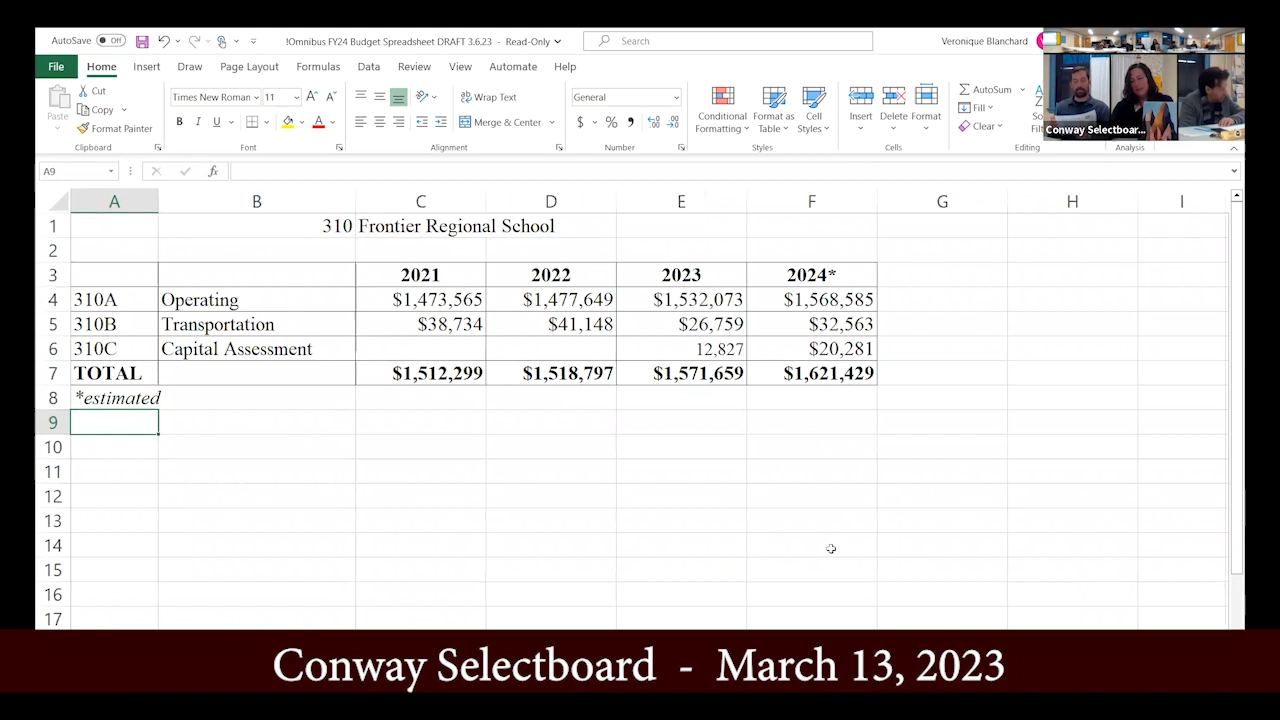 AutoSave Off !Omnibus FY24 Budget Spreadsheet DRAFT 3.6.23 - Read-Only Search Veronique Blanchard
File Home Insert Draw Page Layout Formulas Data Review View Automate Help
Paste Cut Copy Format Painter Clipboard
Times New Roman 11 A A B I U A Font
Wrap Text Merge & Center Alignment
General $ % , Number
Conditional Formatting Format as Table Cell Styles Styles
Insert Delete Format Cells
AutoSum Fill Clear Editing
Analysis
Conway Selectboar...
A9 fx
A B C D E F G H I
1 310 Frontier Regional School
2
3 2021 2022 2023 2024*
4 310A Operating $1,473,565 $1,477,649 $1,532,073 $1,568,585
5 310B Transportation $38,734 $41,148 $26,759 $32,563
6 310C Capital Assessment 12,827 $20,281
7 TOTAL $1,512,299 $1,518,797 $1,571,659 $1,621,429
8 *estimated
9
10
11
12
13
14
15
16
17
Conway Selectboard - March 13, 2023